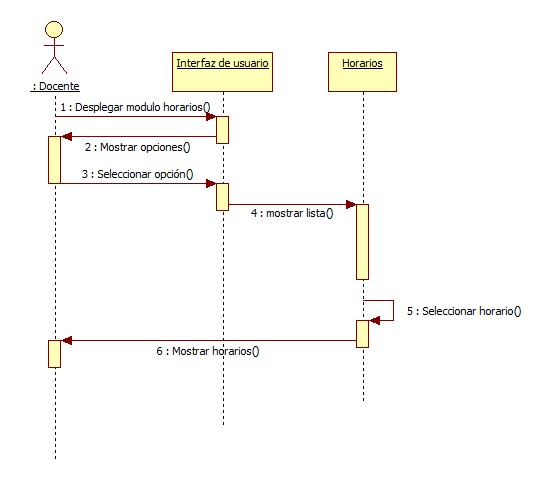 Interfaz de usuario
Horarios
: Docente
1 : Desplegar modulo horarios()
2 : Mostrar opciones()
3 : Seleccionar opción()
4 : mostrar lista()
5 : Seleccionar horario()
6 : Mostrar horarios()